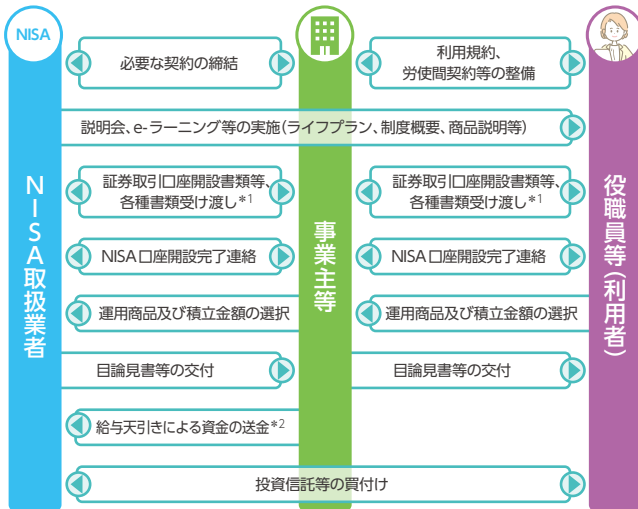 NISA
必要な契約の締結
利用規約、
労使間契約等の整備
説明会、e-ラーニング等の実施(ライフプラン、制度概要、商品説明等)
証券取引口座開設書類等、
各種書類受け渡し*1
証券取引口座開設書類等、
各種書類受け渡し*1
NISA取扱業者
事業主等
役職員等(利用者)
NISA口座開設完了連絡
NISA口座開設完了連絡
運用商品及び積立金額の選択
運用商品及び積立金額の選択
目論見書等の交付
目論見書等の交付
給与天引きによる資金の送金*2
投資信託等の買付け